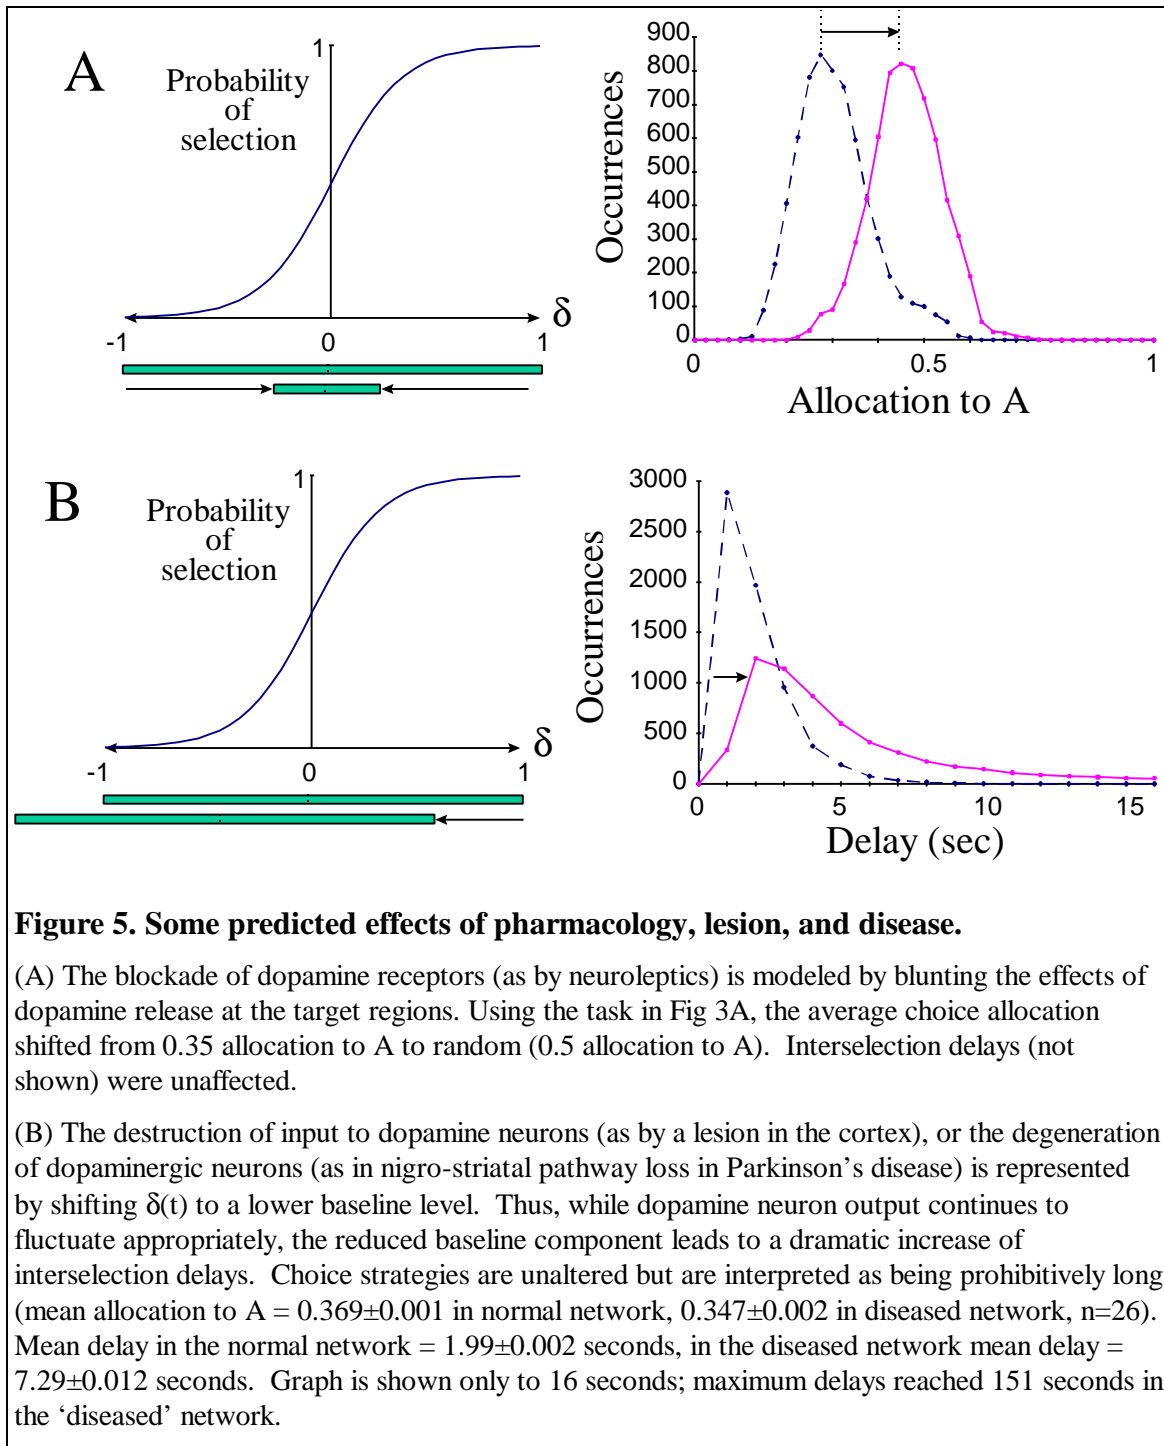 A
Probability
of
selection
1
δ
-1
0
1
900
800
700
600
500
400
300
200
100
0
Occurrences
0
0.5
1
Allocation to A
B
Probability
of
selection
1
δ
-1
0
1
3000
2500
2000
1500
1000
500
0
Occurrences
0
5
10
15
Delay (sec)
Figure 5. Some predicted effects of pharmacology, lesion, and disease.
(A) The blockade of dopamine receptors (as by neuroleptics) is modeled by blunting the effects of
dopamine release at the target regions. Using the task in Fig 3A, the average choice allocation
shifted from 0.35 allocation to A to random (0.5 allocation to A). Interselection delays (not
shown) were unaffected.
(B) The destruction of input to dopamine neurons (as by a lesion in the cortex), or the degeneration
of dopaminergic neurons (as in nigro-striatal pathway loss in Parkinson's disease) is represented
by shifting δ(t) to a lower baseline level. Thus, while dopamine neuron output continues to
fluctuate appropriately, the reduced baseline component leads to a dramatic increase of
interselection delays. Choice strategies are unaltered but are interpreted as being prohibitively long
(mean allocation to A = 0.369±0.001 in normal network, 0.347±0.002 in diseased network, n=26).
Mean delay in the normal network = 1.99±0.002 seconds, in the diseased network mean delay =
7.29±0.012 seconds. Graph is shown only to 16 seconds; maximum delays reached 151 seconds in
the ‘diseased’ network.